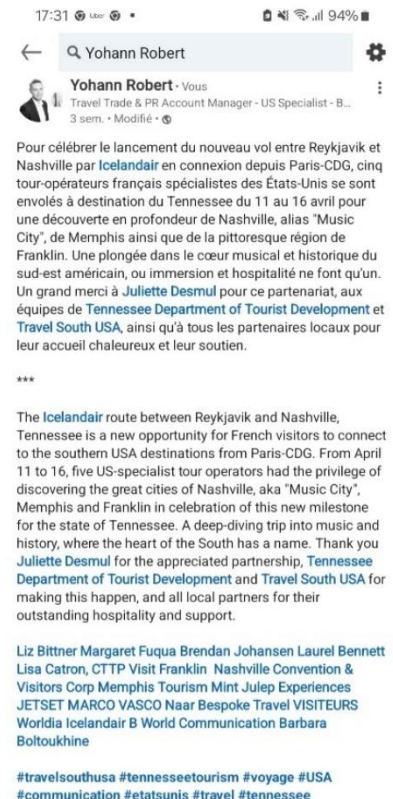 17:31 Uber 94%
Yohann Robert
Yohann Robert • Vous
Travel Trade & PR Account Manager - US Specialist - B...
3 sem. • Modifié •
Pour célébrer le lancement du nouveau vol entre Reykjavik et
Nashville par Icelandair en connexion depuis Paris-CDG, cinq
tour-opérateurs français spécialistes des États-Unis se sont
envolés à destination du Tennessee du 11 au 16 avril pour
une découverte en profondeur de Nashville, alias "Music
City", de Memphis ainsi que de la pittoresque région de
Franklin. Une plongée dans le cœur musical et historique du
sud-est américain, ou immersion et hospitalité ne font qu'un.
Un grand merci à Juliette Desmul pour ce partenariat, aux
équipes de Tennessee Department of Tourist Development et
Travel South USA, ainsi qu'à tous les partenaires locaux pour
leur accueil chaleureux et leur soutien.
***
The Icelandair route between Reykjavik and Nashville,
Tennessee is a new opportunity for French visitors to connect
to the southern USA destinations from Paris-CDG. From April
11 to 16, five US-specialist tour operators had the privilege of
discovering the great cities of Nashville, aka "Music City",
Memphis and Franklin in celebration of this new milestone
for the state of Tennessee. A deep-diving trip into music and
history, where the heart of the South has a name. Thank you
Juliette Desmul for the appreciated partnership, Tennessee
Department of Tourist Development and Travel South USA for
making this happen, and all local partners for their
outstanding hospitality and support.
Liz Bittner Margaret Fuqua Brendan Johansen Laurel Bennett
Lisa Catron, CTTP Visit Franklin Nashville Convention &
Visitors Corp Memphis Tourism Mint Julep Experiences
JETSET MARCO VASCO Naar Bespoke Travel VISITEURS
Worldia Icelandair B World Communication Barbara
Boltoukhine
#travelsouthusa #tennesseetourism #voyage #USA
#communication #etatsunis #travel #tennessee